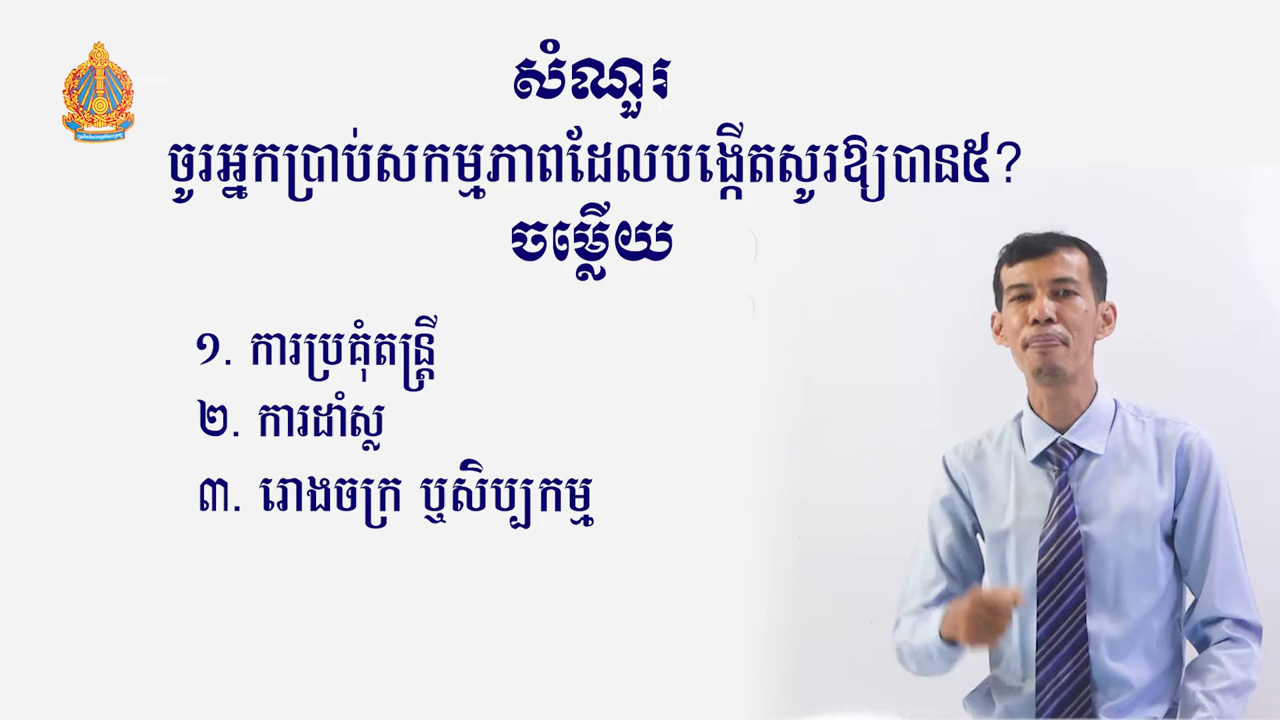 សំណួរ
ចូរអ្នកប្រាប់សកម្មភាពដែលបង្កើតសូរឱ្យបាន៥?
ចម្លើយ
១. ការប្រគុំតន្ត្រី
២. ការដាំស្ល
៣. រោងចក្រ ឬសិប្បកម្ម